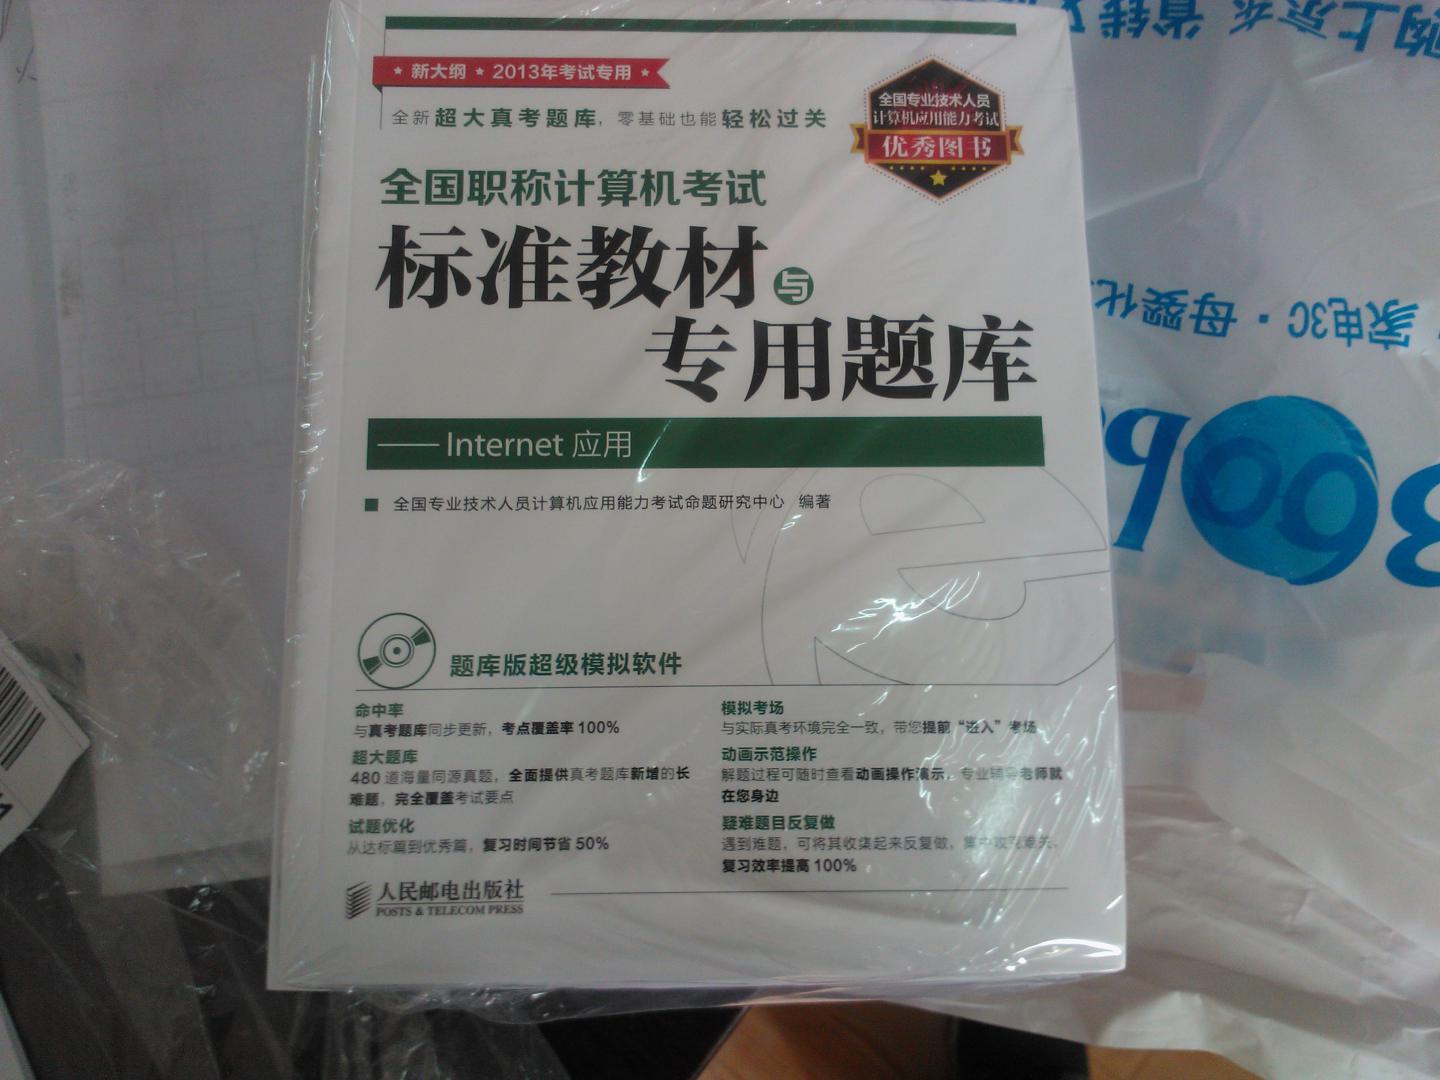 新大纲 ★ 2013年考试专用
全新超大真考题库，零基础也能轻松过关
全国专业技术人员
计算机应用能力考试
优秀图书
全国职称计算机考试
标准教材与
专用题库
——Internet 应用
全国专业技术人员计算机应用能力考试命题研究中心 编著
题库版超级模拟软件
命中率
与真考题库同步更新，考点覆盖率100%
超大题库
480道海量同源真题，全面提供真考题库新增的长
难题，完全覆盖考试要点
试题优化
从达标篇到优秀篇，复习时间节省50%
模拟考场
与实际真考环境完全一致，带您提前“进入”考场
动画示范操作
解题过程可随时查看动画操作演示，专业辅导老师就
在您身边
疑难题目反复做
遇到难题，可将其收集起来反复做，集中攻克难关，
复习效率提高100%
人民邮电出版社
POSTS & TELECOM PRESS
购上京东 省钱又
家电3C·母婴化